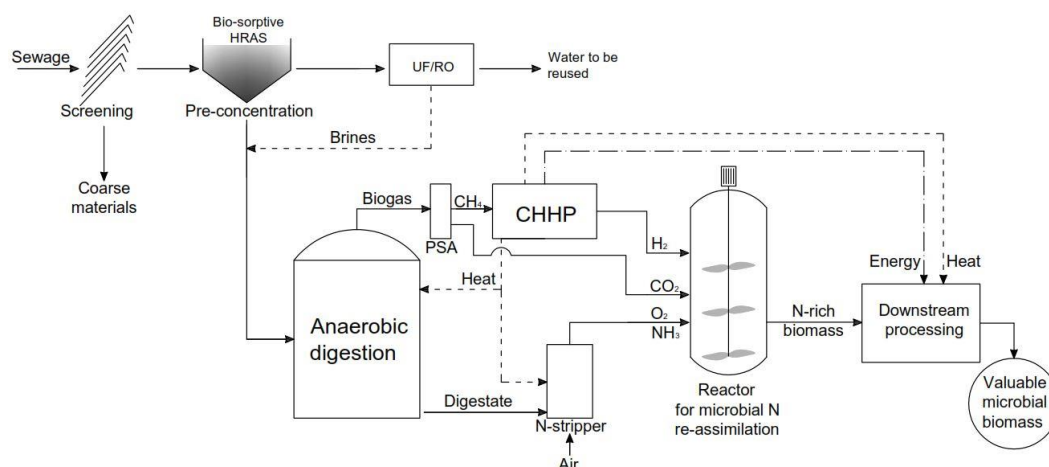 Bio-sorptive
HRAS
Sewage
UF/RO
Water to be
reused
Screening
Pre-concentration
Brines
Coarse
materials
Biogas
CH₄
CHHP
PSA
H₂
Heat
CO₂
Energy
Heat
O₂
NH₃
N-rich
biomass
Downstream
processing
Anaerobic
digestion
Digestate
N-stripper
Air
Reactor
for microbial N
re-assimilation
Valuable
microbial
biomass